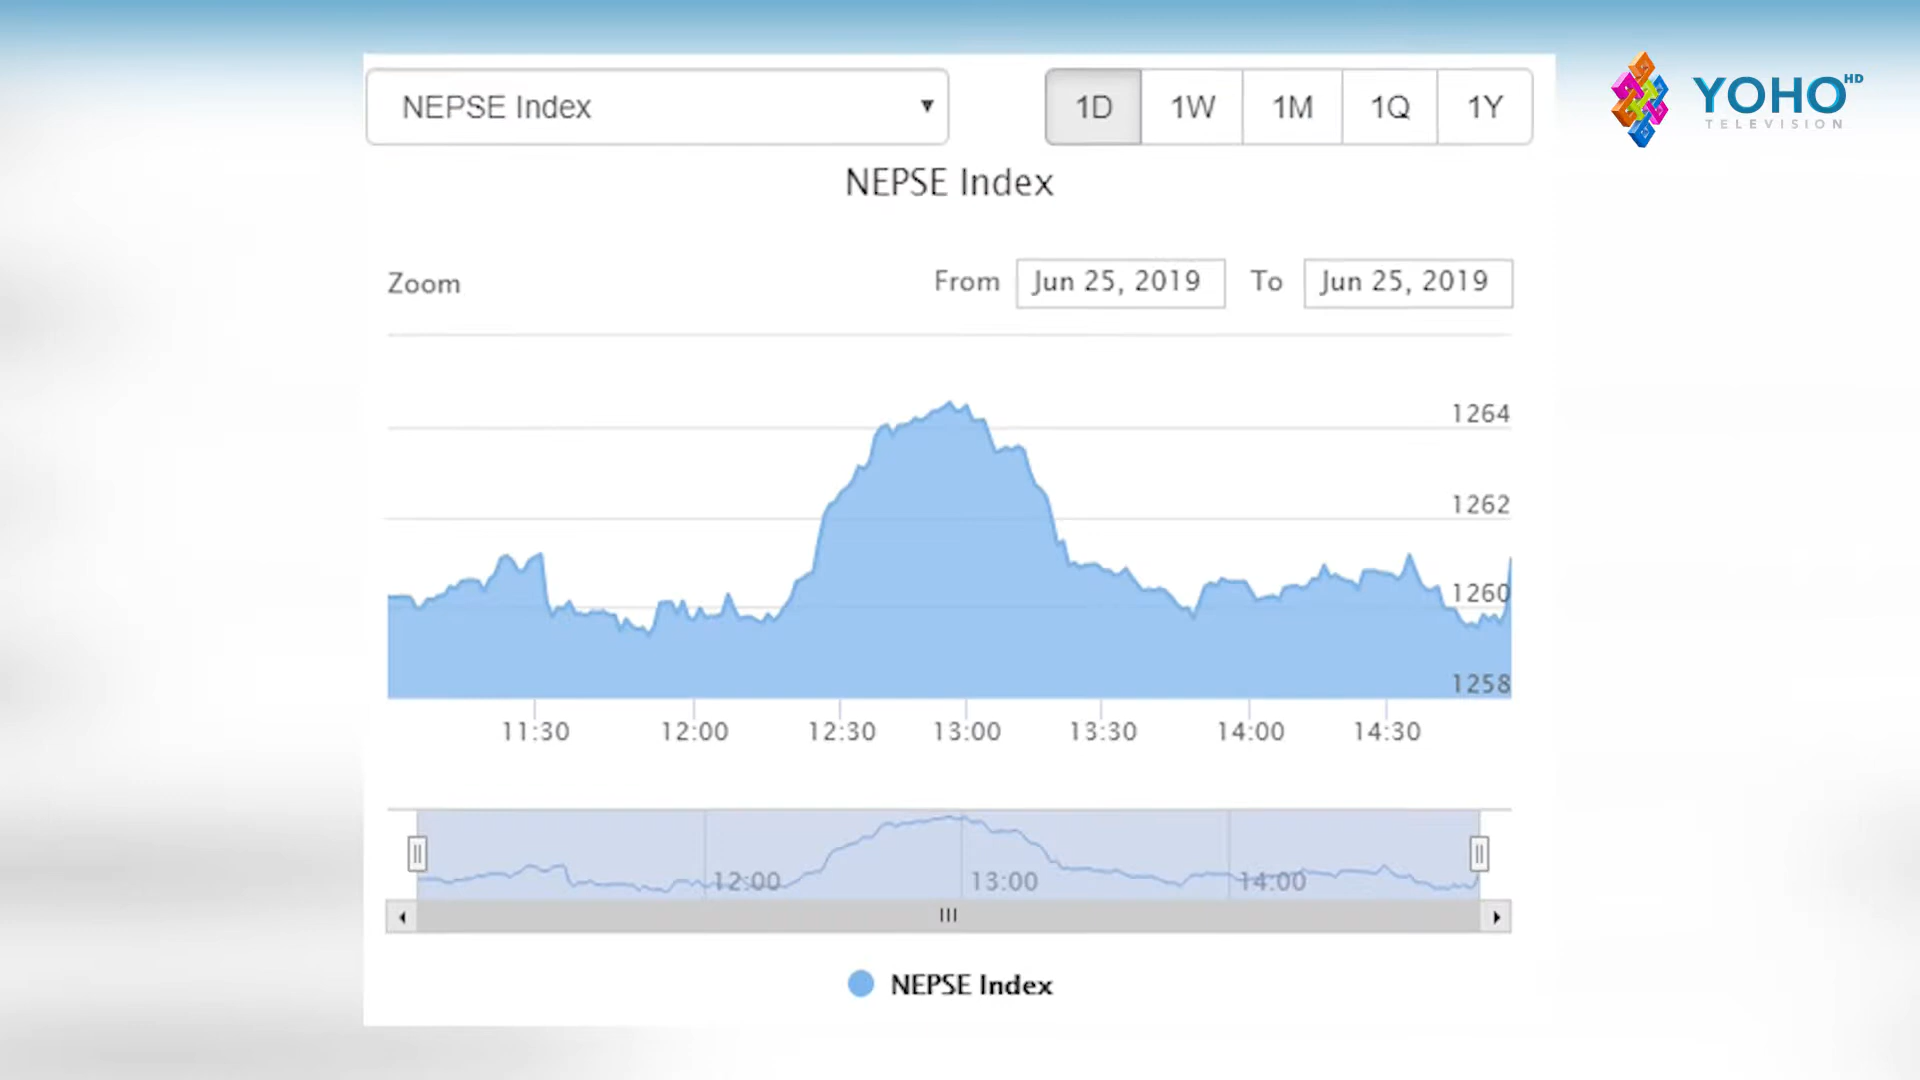 NEPSE Index
1D 1W 1M 1Q 1Y
YOHO HD
TELEVISION
NEPSE Index
Zoom From Jun 25, 2019 To Jun 25, 2019
1264
1262
1260
1258
11:30 12:00 12:30 13:00 13:30 14:00 14:30
12:00 13:00 14:00
NEPSE Index